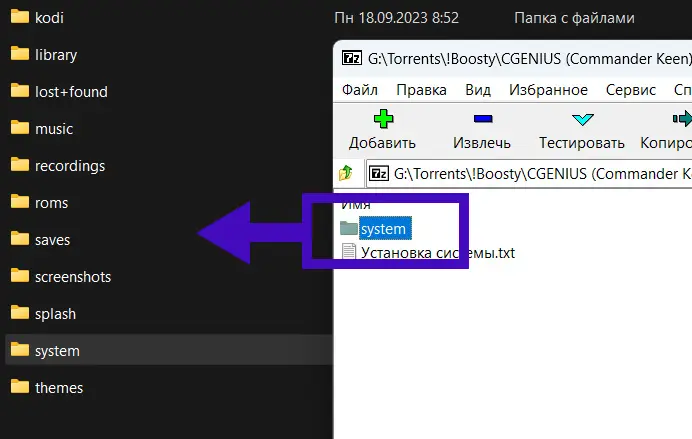 kodi
Пн 18.09.2023 8:52
Папка с файлами
library
lost+found
music
recordings
roms
saves
screenshots
splash
system
themes
G:\Torrents\!Boosty\CGENIUS (Commander Keen)
Файл Правка Вид Избранное Сервис Сп
Добавить Извлечь Тестировать Копиро
G:\Torrents\!Boosty\CGENIUS (Commander Ke
Имя
system
Установка системы.txt